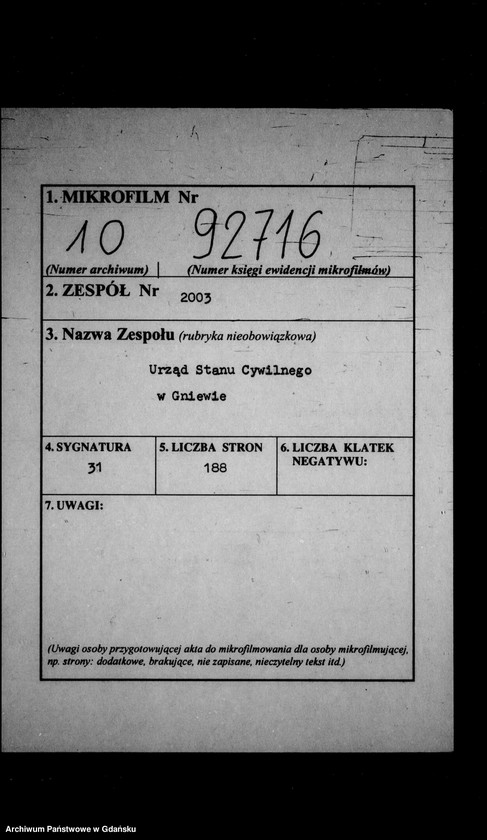 1. MIKROFILM Nr
10 92716
(Numer archiwum) (Numer księgi ewidencji mikrofilmów)
2. ZESPÓŁ Nr 2003
3. Nazwa Zespołu (rubryka nieobowiązkowa)
Urząd Stanu Cywilnego
w Gniewie
4. SYGNATURA 5. LICZBA STRON 6. LICZBA KLATEK
NEGATYWU:
31 188
7. UWAGI:
(Uwagi osoby przygotowującej akta do mikrofilmowania dla osoby mikrofilmującej,
np. strony: dodatkowe, brakujące, nie zapisane, nieczytelny tekst itd.)
Archiwum Państwowe w Gdańsku